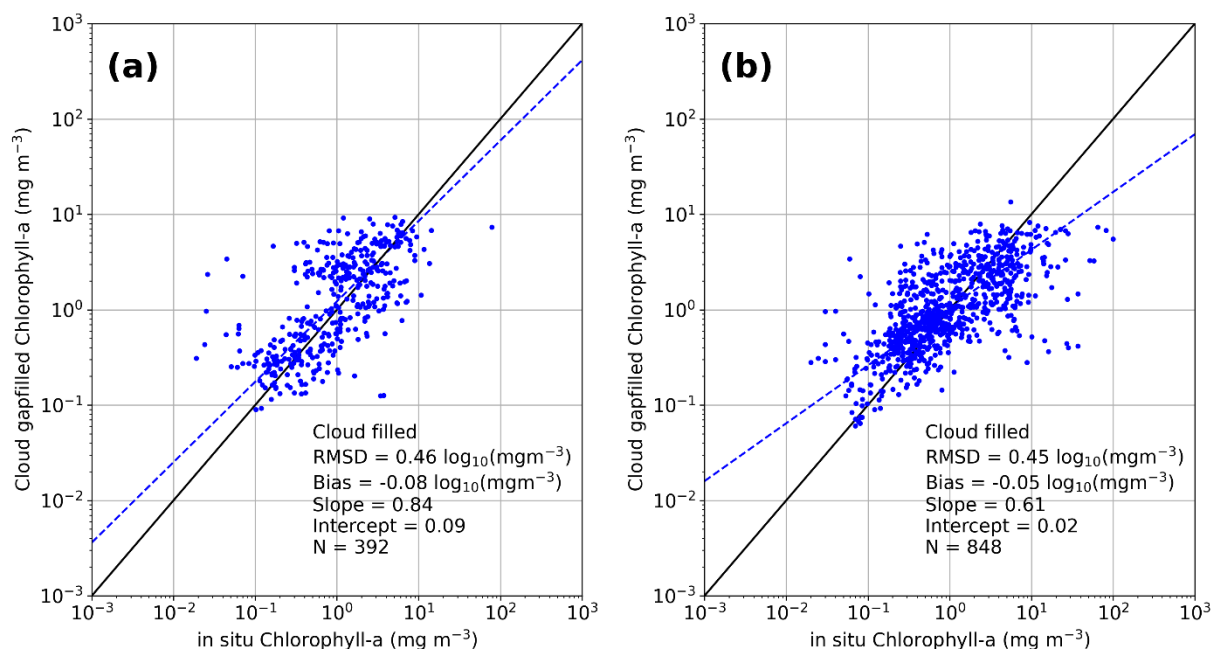 (a)
Cloud gapfilled Chlorophyll-a (mg m⁻³)
10³
10²
10¹
10⁰
10⁻¹
10⁻²
10⁻³
Cloud filled
RMSD = 0.46 log₁₀(mgm⁻³)
Bias = -0.08 log₁₀(mgm⁻³)
Slope = 0.84
Intercept = 0.09
N = 392
10⁻³ 10⁻² 10⁻¹ 10⁰ 10¹ 10² 10³
in situ Chlorophyll-a (mg m⁻³)
(b)
Cloud gapfilled Chlorophyll-a (mg m⁻³)
10³
10²
10¹
10⁰
10⁻¹
10⁻²
10⁻³
Cloud filled
RMSD = 0.45 log₁₀(mgm⁻³)
Bias = -0.05 log₁₀(mgm⁻³)
Slope = 0.61
Intercept = 0.02
N = 848
10⁻³ 10⁻² 10⁻¹ 10⁰ 10¹ 10² 10³
in situ Chlorophyll-a (mg m⁻³)